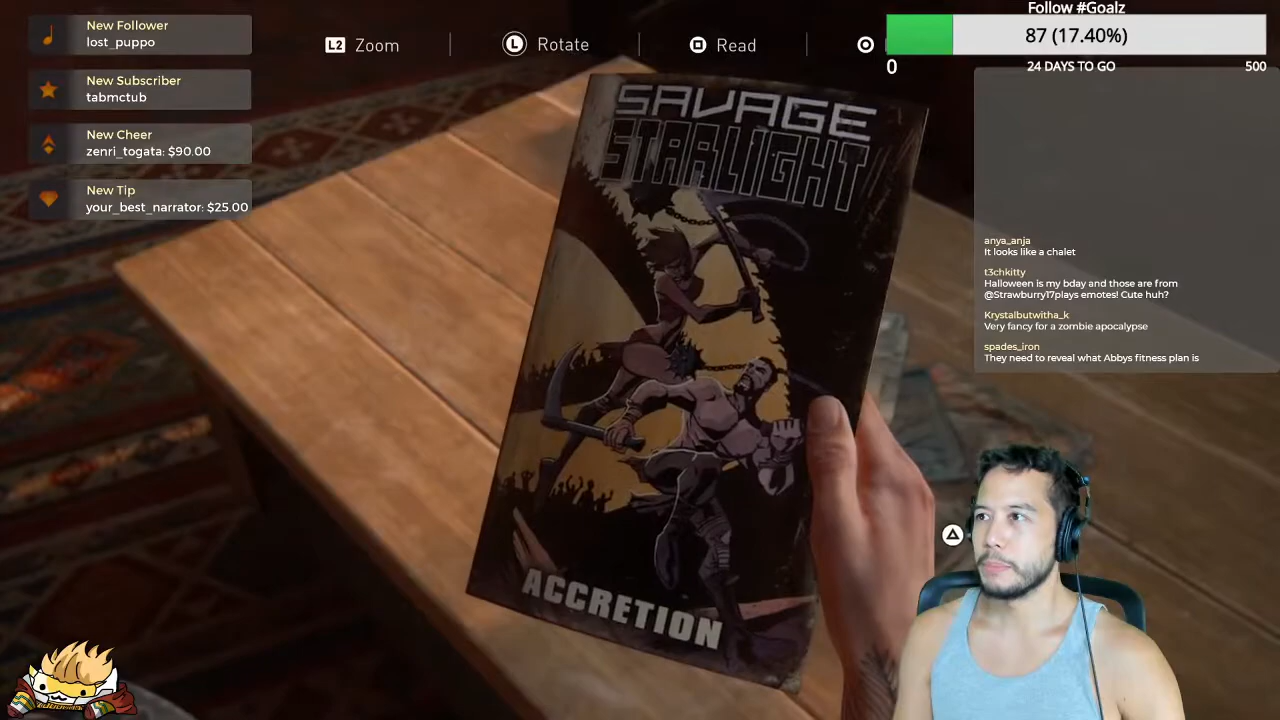 New Follower
lost_puppo
New Subscriber
tabmctub
New Cheer
zenri_togata: $90.00
New Tip
your_best_narrator: $25.00
L2 Zoom
L Rotate
Read
Follow #Goalz
87 (17.40%)
0
24 DAYS TO GO
500
SAVAGE
STARLIGHT
ACCRETION
anya_anja
It looks like a chalet
t3chkitty
Halloween is my bday and those are from
@Strawburry17plays emotes! Cute huh?
Krystalbutwitha_k
Very fancy for a zombie apocalypse
spades_iron
They need to reveal what Abbys fitness plan is